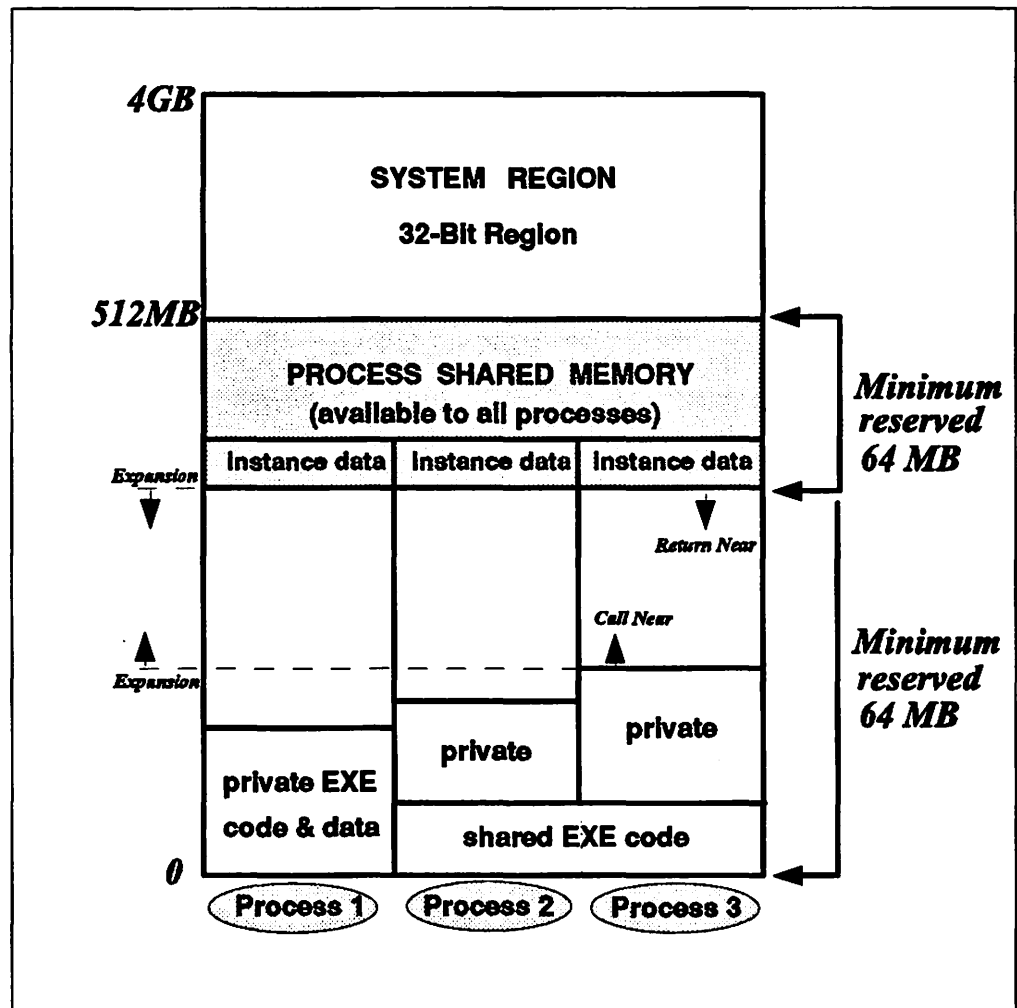 4GB
SYSTEM REGION
32-Bit Region
512MB
PROCESS SHARED MEMORY
(available to all processes)
Minimum
reserved
64 MB
Instance data
Instance data
Instance data
Expansion
Return Near
Call Near
Expansion
Minimum
reserved
64 MB
private EXE
code & data
private
private
shared EXE code
0
Process 1
Process 2
Process 3